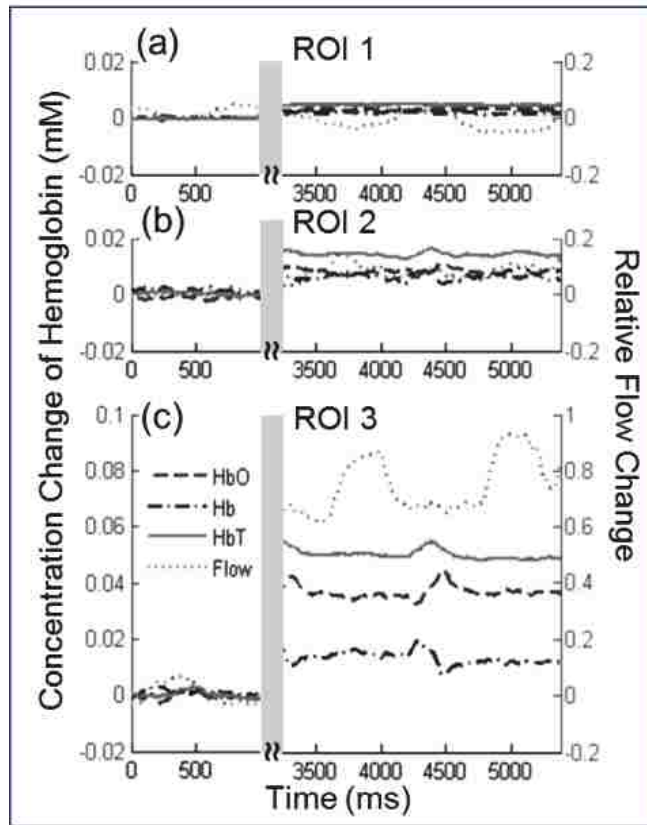 Concentration Change of Hemoglobin (mM)
Relative Flow Change
(a) ROI 1
0.02 0.2
0 0
-0.02 -0.2
0 500 3500 4000 4500 5000
(b) ROI 2
0.02 0.2
0 0
-0.02 -0.2
0 500 3500 4000 4500 5000
(c) ROI 3
0.1 1
0.08 0.8
0.06 0.6
0.04 0.4
0.02 0.2
0 0
-0.02 -0.2
HbO
Hb
HbT
Flow
0 500 3500 4000 4500 5000
Time (ms)